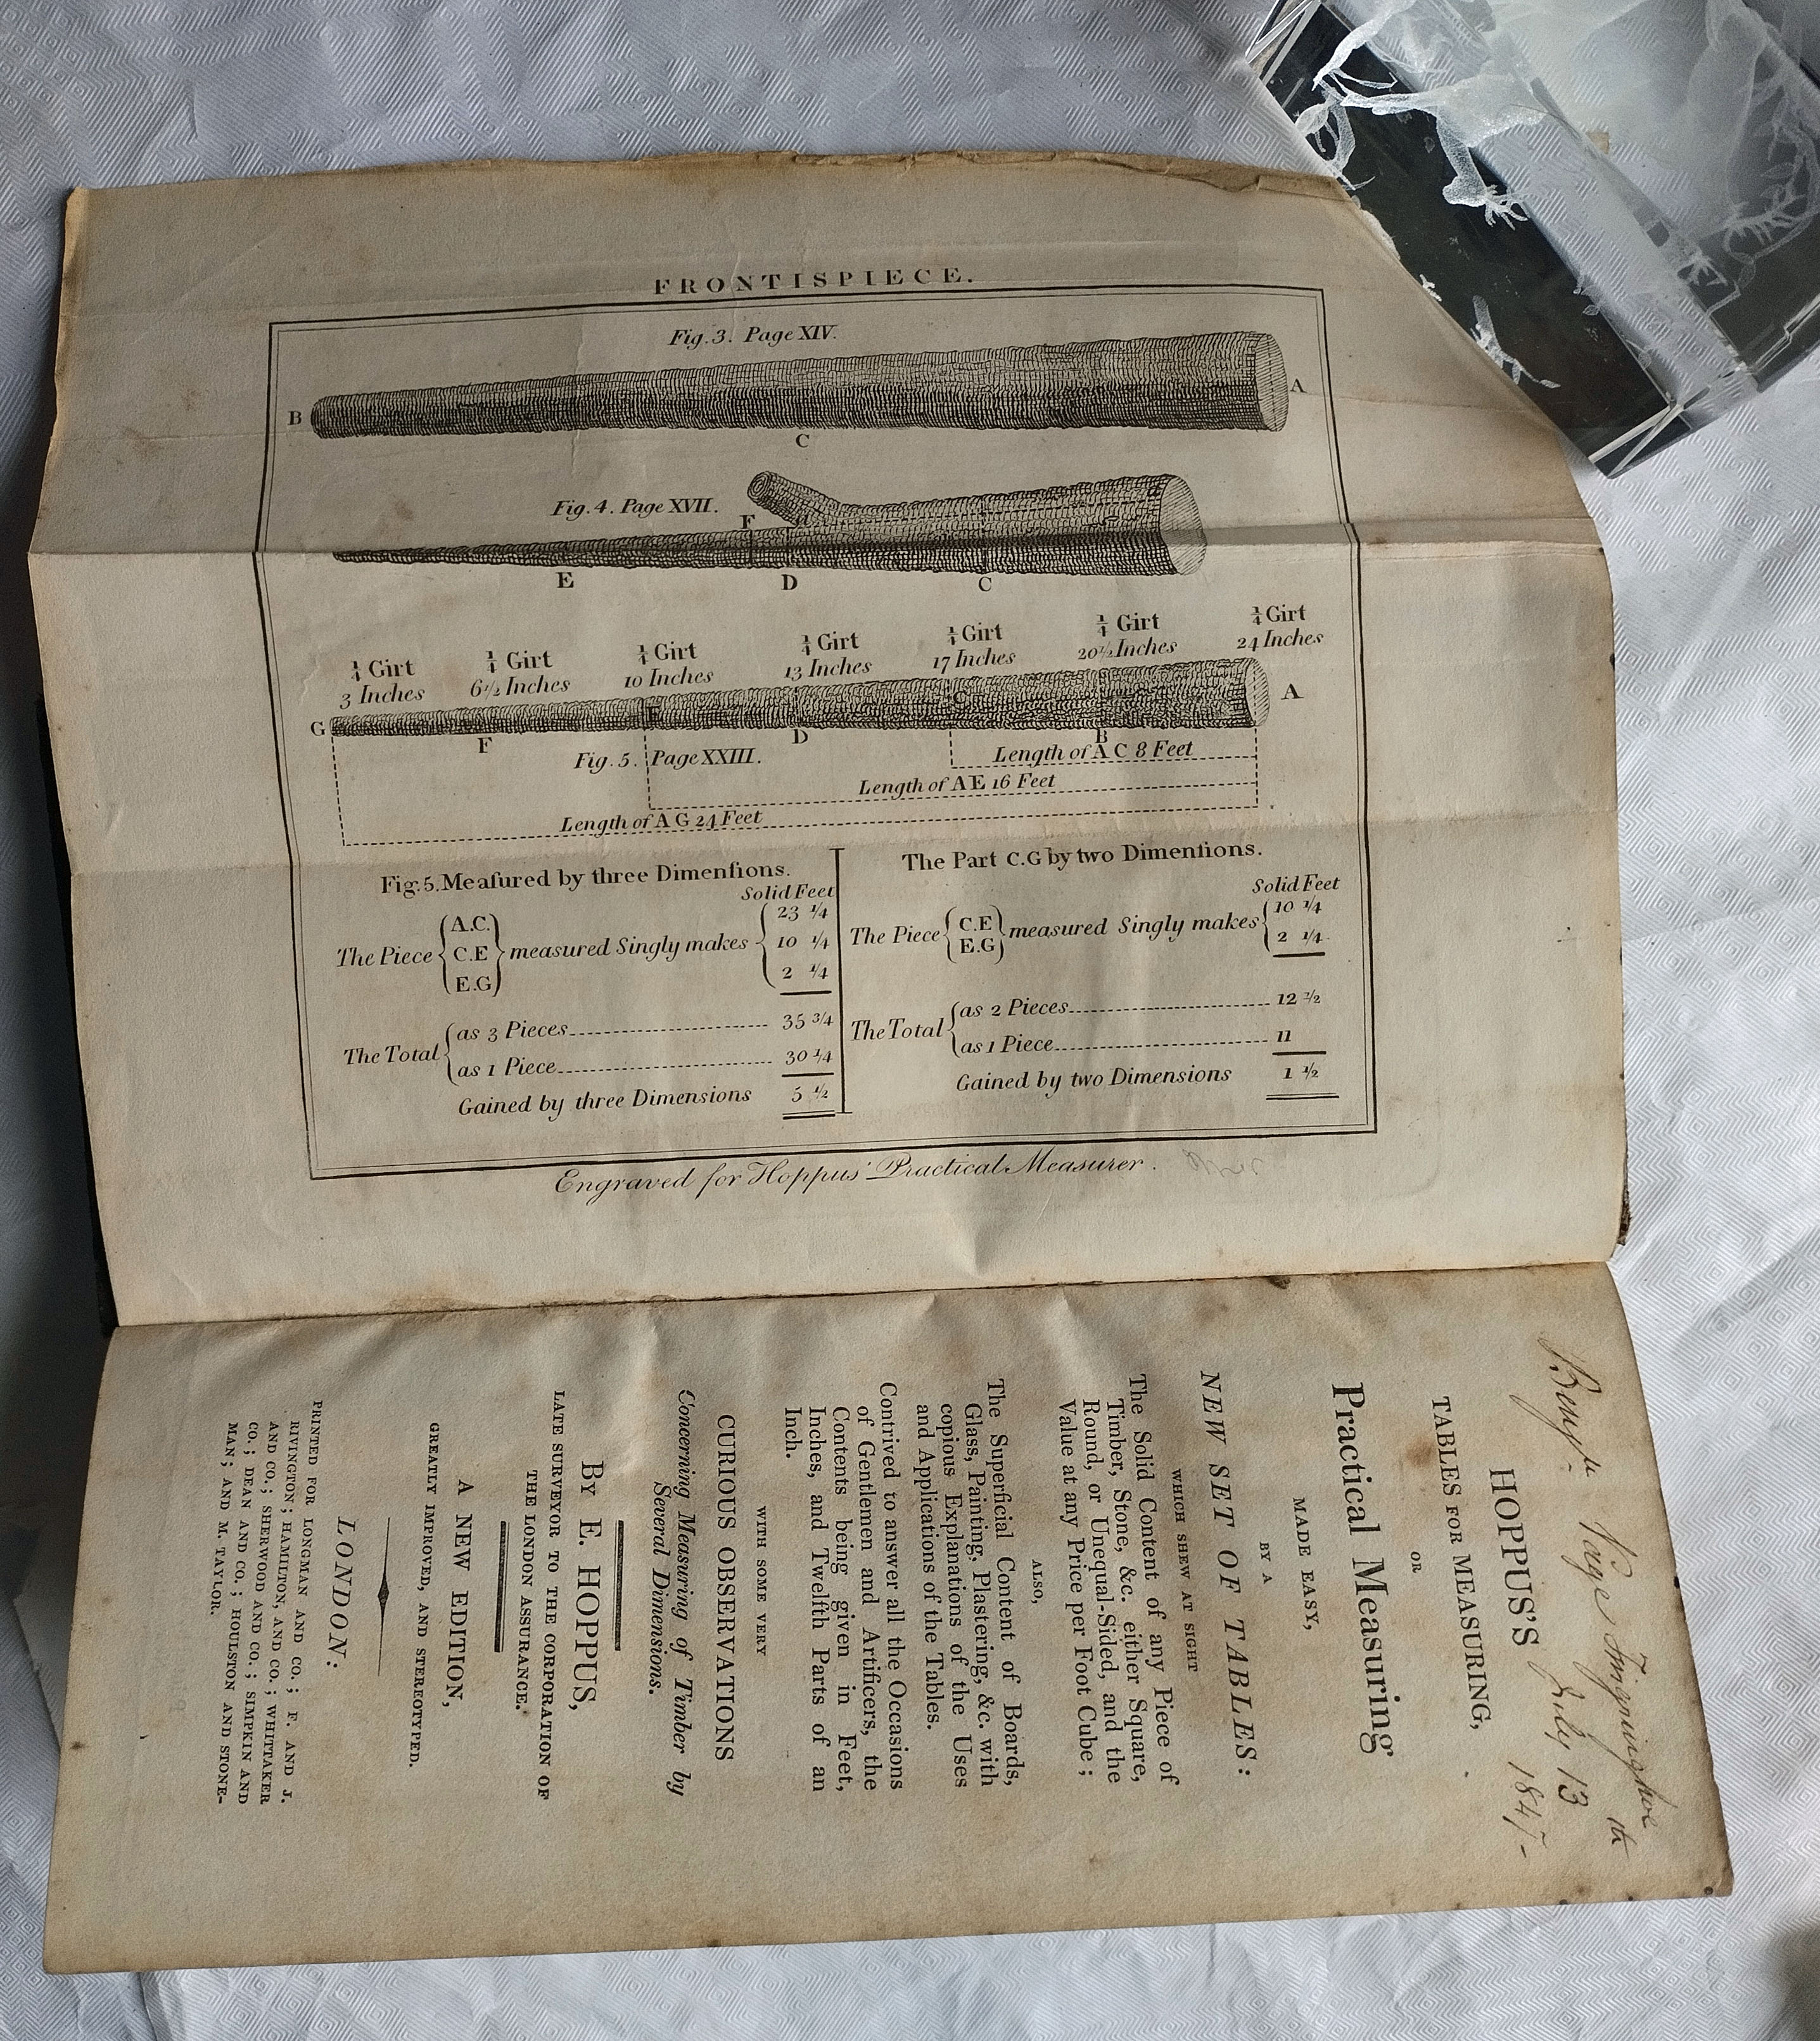 FRONTISPIECE.
Fig. 3. Page XIV.
B A
C
Fig. 4. Page XVII.
F
E D C
1/4 Girt 1/4 Girt 1/4 Girt 1/4 Girt 1/4 Girt 1/4 Girt 1/4 Girt
3 Inches 6 1/2 Inches 10 Inches 13 Inches 17 Inches 20 1/2 Inches 24 Inches
G E C A
F D B
Fig. 5. Page XXIII.
Length of A C 8 Feet
Length of A E 16 Feet
Length of A G 24 Feet
Fig. 5. Meaſured by three Dimenſions.
Solid Feet
The Piece { A.C. C.E E.G } measured Singly makes { 23 1/4 10 1/4 2 1/4
The Total { as 3 Pieces 35 3/4
as 1 Piece 30 1/4
Gained by three Dimensions 5 1/2
The Part C.G by two Dimenſions.
Solid Feet
The Piece { C.E E.G } measured Singly makes { 10 1/4 2 1/4
The Total { as 2 Pieces 12 1/2
as 1 Piece 11
Gained by two Dimensions 1 1/2
Engraved for Hoppus' Practical Measurer.
Page
July 13 th
1847
HOPPUS'S
TABLES FOR MEASURING,
OR
Practical Measuring
MADE EASY,
BY A
NEW SET OF TABLES:
WHICH SHEW AT SIGHT
The Solid Content of any Piece of
Timber, Stone, &c. either Square,
Round, or Unequal-Sided, and the
Value at any Price per Foot Cube;
ALSO,
The Superficial Content of Boards,
Glass, Painting, Plastering, &c. with
copious Explanations of the Uses
and Applications of the Tables.
Contrived to answer all the Occasions
of Gentlemen and Artificers, the
Contents being given in Feet,
Inches, and Twelfth Parts of an
Inch.
WITH SOME VERY
CURIOUS OBSERVATIONS
Concerning Measuring of Timber by
Several Dimensions.
BY E. HOPPUS,
LATE SURVEYOR TO THE CORPORATION OF
THE LONDON ASSURANCE.
A NEW EDITION,
GREATLY IMPROVED, AND STEREOTYPED.
LONDON:
PRINTED FOR LONGMAN AND CO.; F. AND J.
RIVINGTON; HAMILTON, AND CO.; WHITTAKER
AND CO.; SHERWOOD AND CO.; SIMPKIN AND
CO.; DEAN AND CO.; HOULSTON AND STONE-
MAN; AND M. TAYLOR.